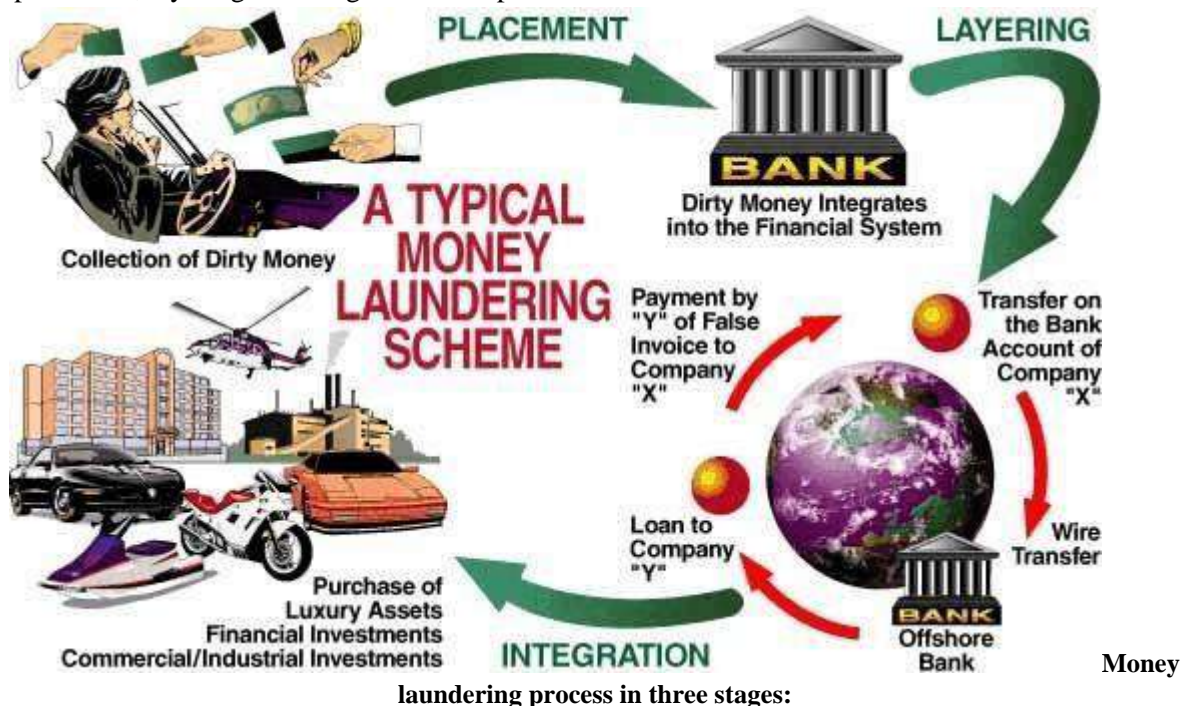 PLACEMENT
LAYERING
BANK
Dirty Money Integrates
into the Financial System
Collection of Dirty Money
A TYPICAL
MONEY
LAUNDERING
SCHEME
Transfer on
the Bank
Account of
Company
"X"
Wire
Transfer
BANK
Offshore
Bank
Loan to
Company
"Y"
Payment by
"Y" of False
Invoice to
Company
"X"
INTEGRATION
Purchase of
Luxury Assets
Financial Investments
Commercial/Industrial Investments
Money
laundering process in three stages: